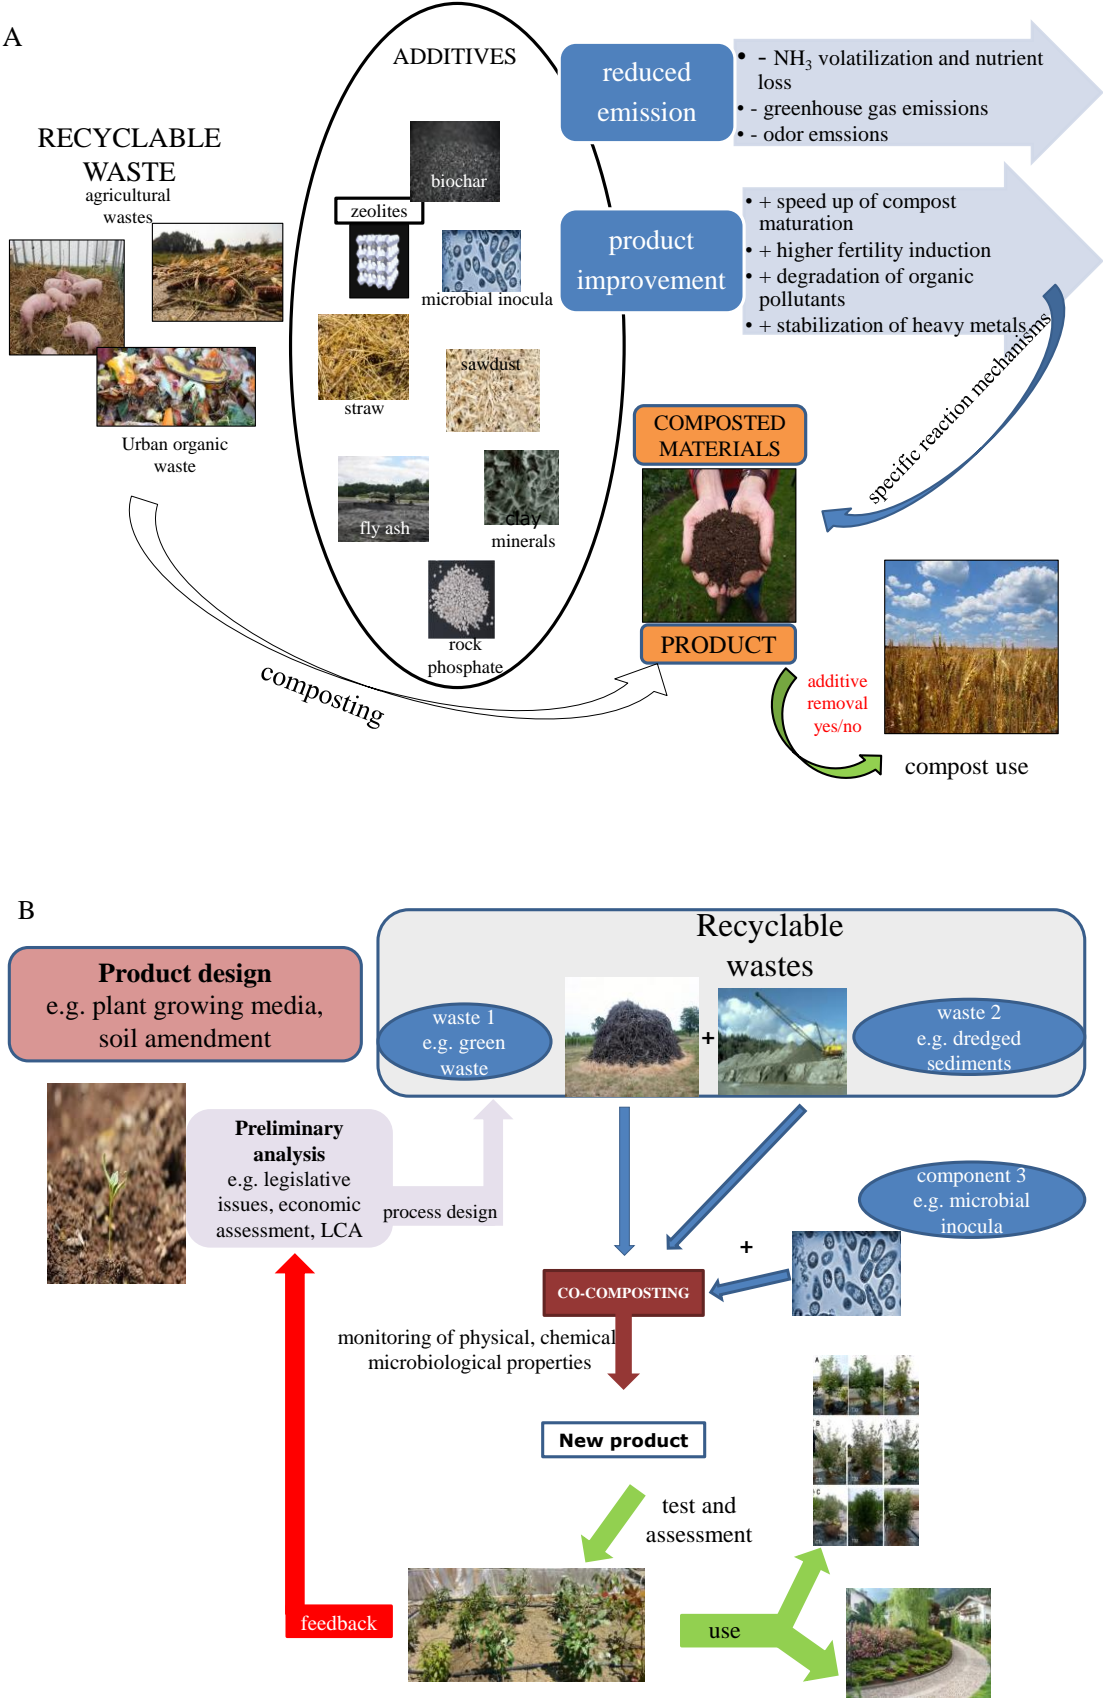 A
ADDITIVES
reduced
emission
• - NH₃ volatilization and nutrient
loss
• - greenhouse gas emissions
• - odor emssions
RECYCLABLE
WASTE
agricultural
wastes
biochar
zeolites
microbial inocula
product
improvement
• + speed up of compost
maturation
• + higher fertility induction
• + degradation of organic
pollutants
• + stabilization of heavy metals
specific reaction mechanisms
straw
sawdust
Urban organic
waste
fly ash
clay
minerals
rock
phosphate
composting
COMPOSTED
MATERIALS
PRODUCT
additive
removal
yes/no
compost use
B
Product design
e.g. plant growing media,
soil amendment
Recyclable
wastes
waste 1
e.g. green
waste
+
waste 2
e.g. dredged
sediments
Preliminary
analysis
e.g. legislative
issues, economic
assessment, LCA
process design
component 3
e.g. microbial
inocula
+
CO-COMPOSTING
monitoring of physical, chemical
microbiological properties
New product
test and
assessment
A
B
C
feedback
use